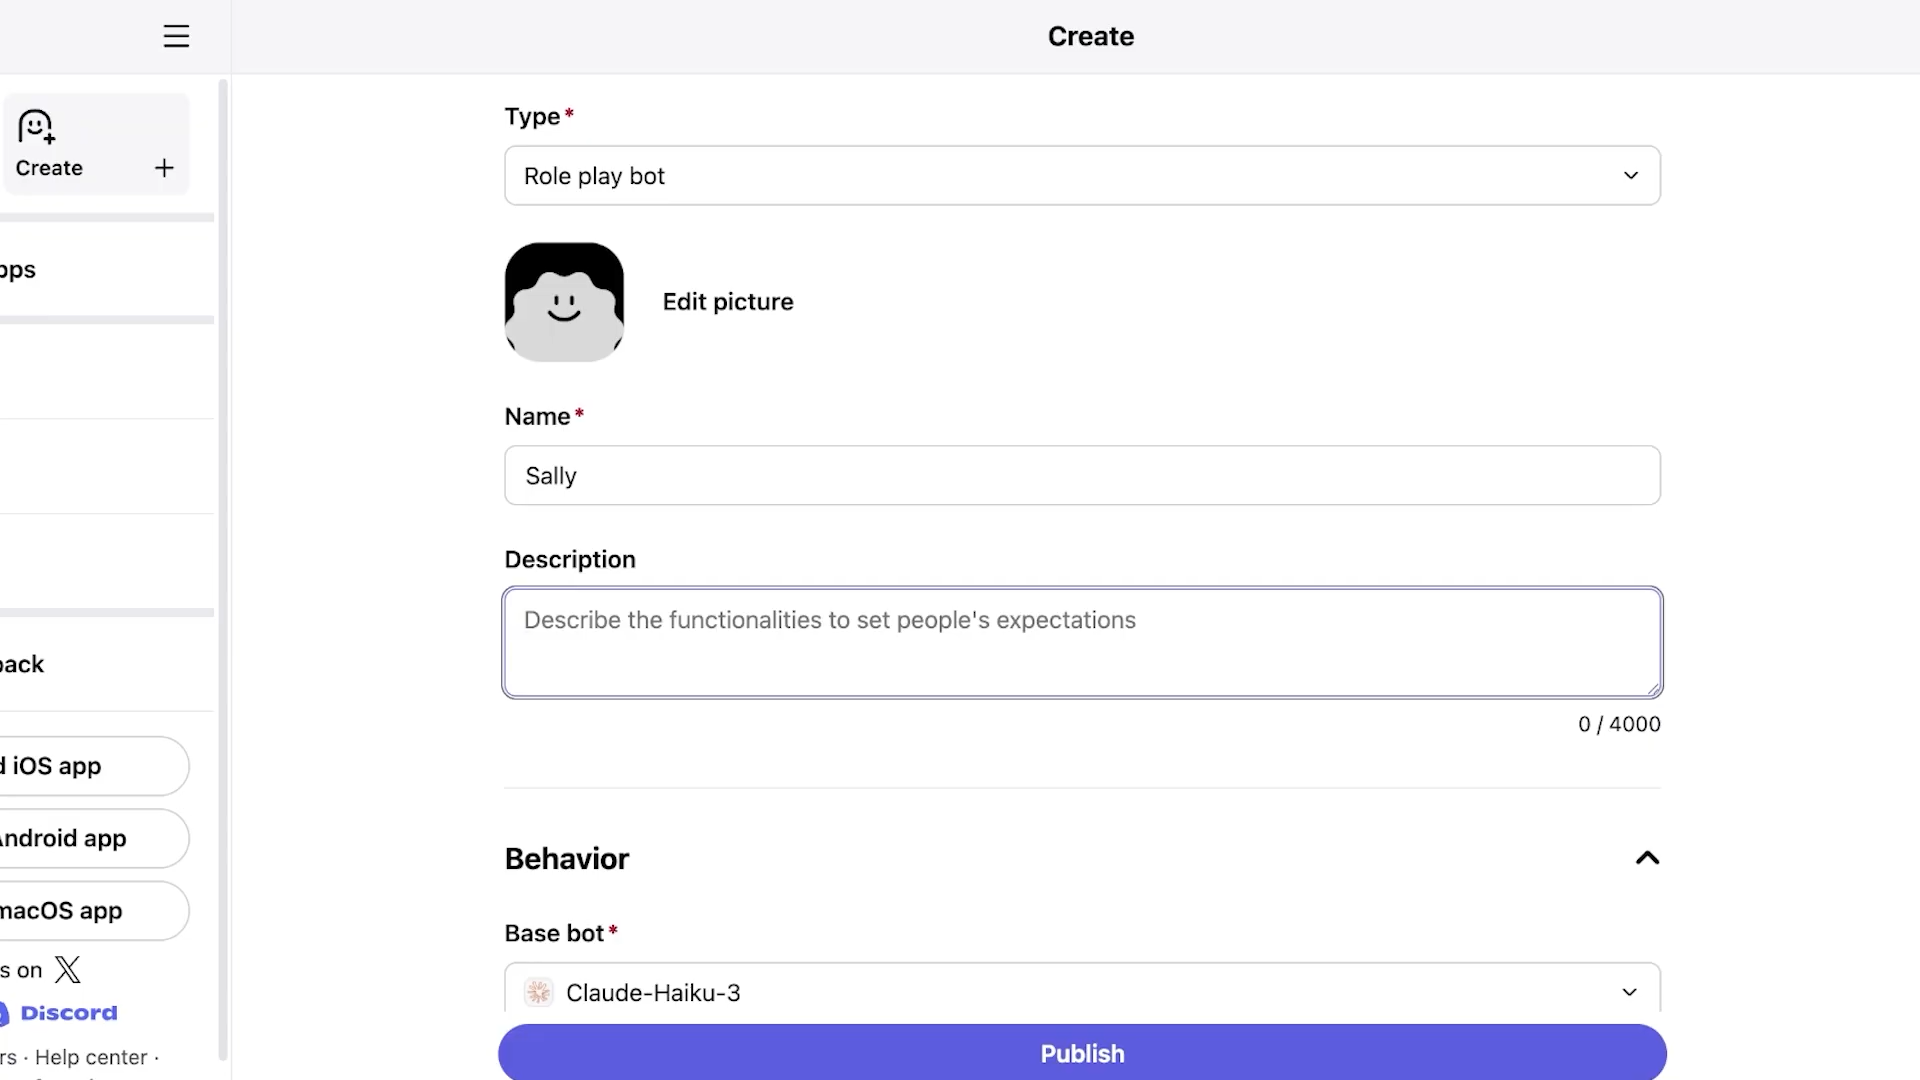 Create
Create
ops
back
d iOS app
Android app
macOS app
s on X
Discord
rs · Help center ·
Type*
Role play bot
Edit picture
Name*
Sally
Description
Describe the functionalities to set people's expectations
0 / 4000
Behavior
Base bot*
Claude-Haiku-3
Publish